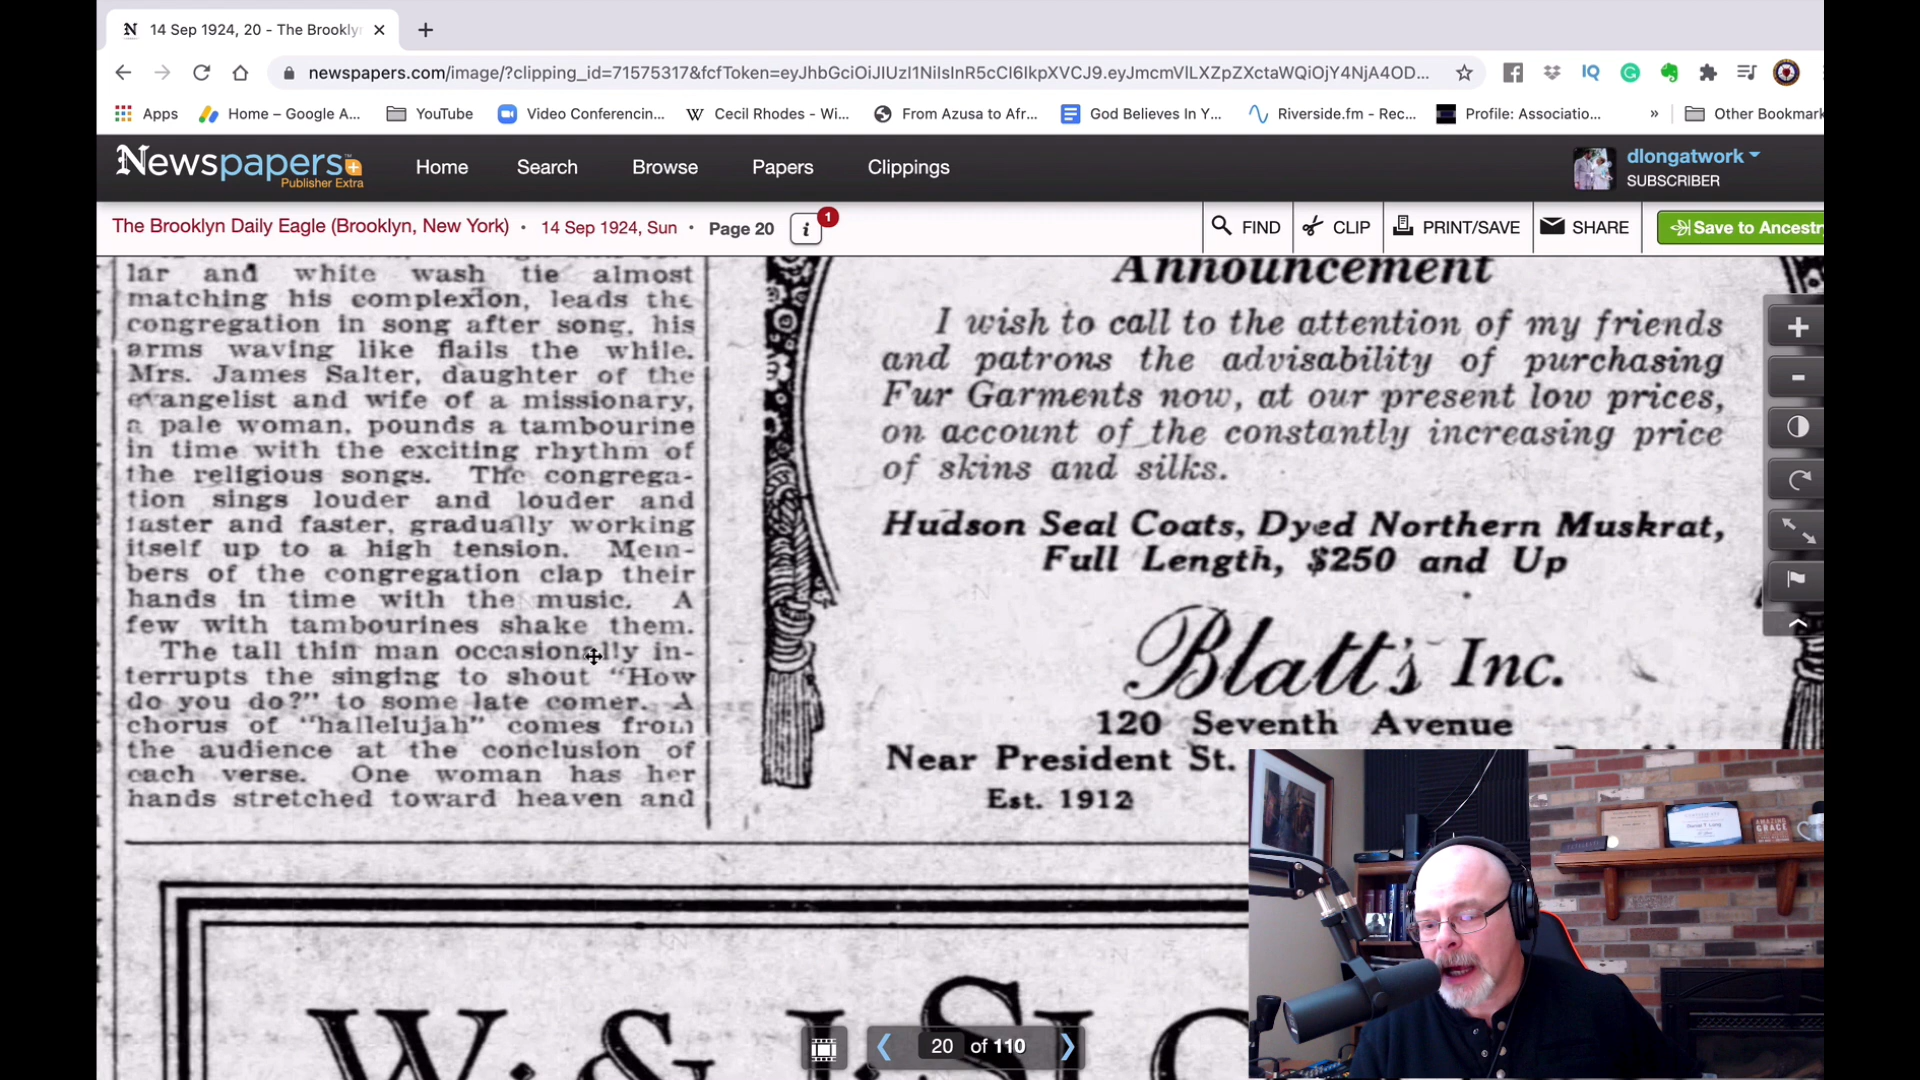 14 Sep 1924, 20 - The Brookly
newspapers.com/image/?clipping_id=71575317&fcfToken=eyJhbGciOiJIUzI1NiIsInR5cCI6IkpXVCJ9.eyJmcmVlLXZpZXctaWQiOjY4NjA4OD...
Apps
Home – Google A...
YouTube
Video Conferencin...
Cecil Rhodes - Wi...
From Azusa to Afr...
God Believes In Y...
Riverside.fm - Rec...
Profile: Associatio...
»
Other Bookmark
Newspapers
Publisher Extra
Home
Search
Browse
Papers
Clippings
dlongatwork
SUBSCRIBER
The Brooklyn Daily Eagle (Brooklyn, New York) · 14 Sep 1924, Sun · Page 20
1
FIND
CLIP
PRINT/SAVE
SHARE
Save to Ancestry
lar and white wash tie almost
matching his complexion, leads the
congregation in song after song, his
arms waving like flails the while.
Mrs. James Salter, daughter of the
evangelist and wife of a missionary,
a pale woman, pounds a tambourine
in time with the exciting rhythm of
the religious songs. The congrega-
tion sings louder and louder and
faster and faster, gradually working
itself up to a high tension. Mem-
bers of the congregation clap their
hands in time with the music. A
few with tambourines shake them.
The tall thin man occasionally in-
terrupts the singing to shout "How
do you do?" to some late comer. A
chorus of "hallelujah" comes from
the audience at the conclusion of
each verse. One woman has her
hands stretched toward heaven and
Announcement
I wish to call to the attention of my friends
and patrons the advisability of purchasing
Fur Garments now, at our present low prices,
on account of the constantly increasing price
of skins and silks.
Hudson Seal Coats, Dyed Northern Muskrat,
Full Length, $250 and Up
Blatt's Inc.
120 Seventh Avenue
Near President St.
Est. 1912
W. & J.
20 of 110
AMAZING
GRACE